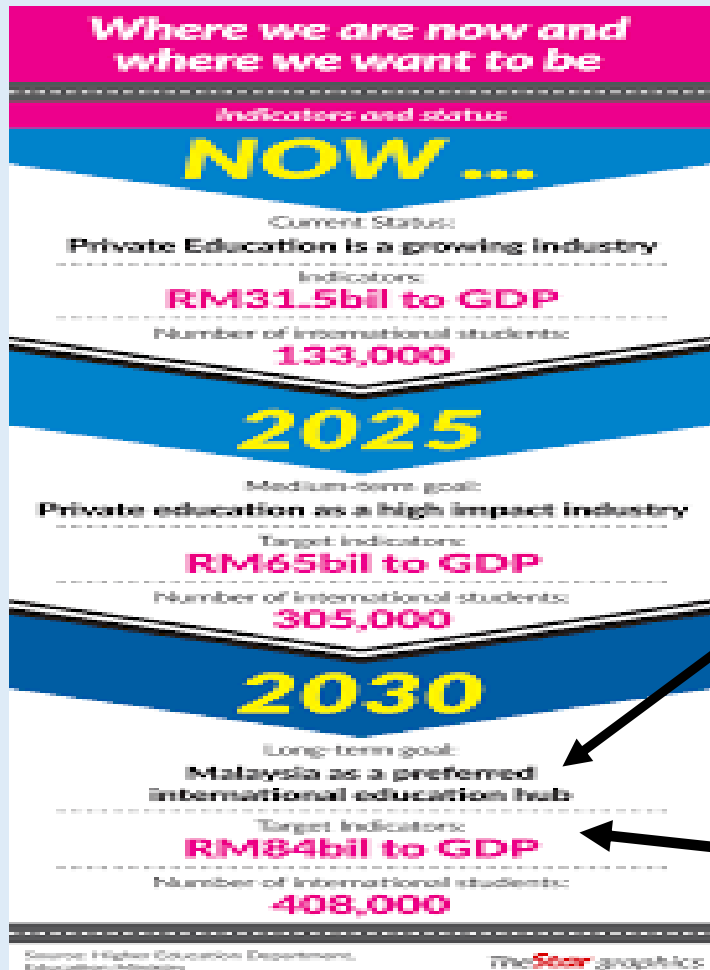 Where we are now and
where we want to be
Indicators and status
NOW ...
Current Status:
Private Education is a growing industry
Indicators:
RM31.5bil to GDP
Number of international students:
133,000
2025
Medium-term goal:
Private education as a high impact industry
Target indicators:
RM65bil to GDP
Number of international students:
305,000
2030
Long-term goal:
Malaysia as a preferred
international education hub
Target Indicators:
RM84bil to GDP
Number of international students:
408,000
Source: Higher Education Department,
Education Ministry
TheStar graphics